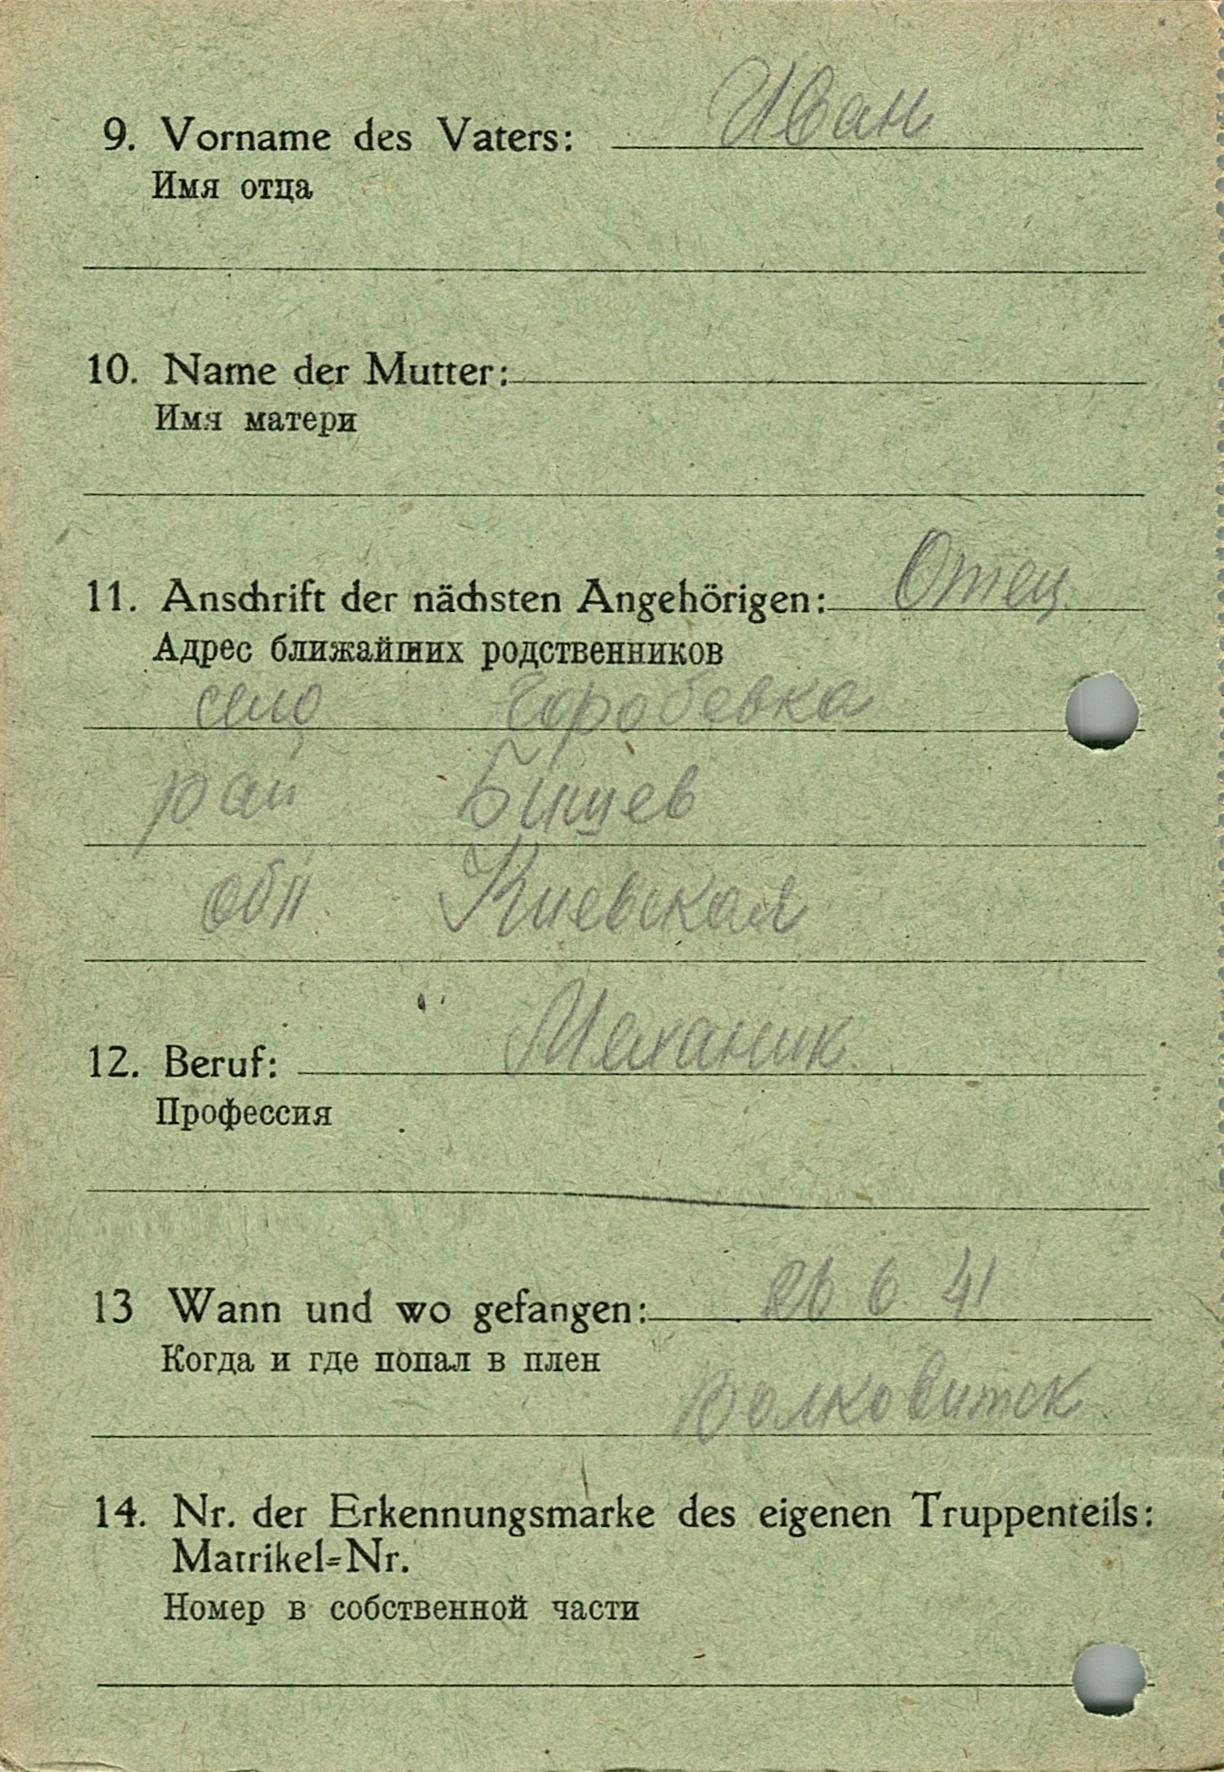 9. Vorname des Vaters: Иван
Имя отца
10. Name der Mutter:
Имя матери
11. Anschrift der nächsten Angehörigen: Отец
Адрес ближайших родственников
село Горобевка
рай Бишев
обл. Киевская
12. Beruf: Механик
Профессия
13 Wann und wo gefangen: 26 6 41
Когда и где попал в плен
Волковитск
14. Nr. der Erkennungsmarke des eigenen Truppenteils:
Matrikel=Nr.
Номер в собственной части